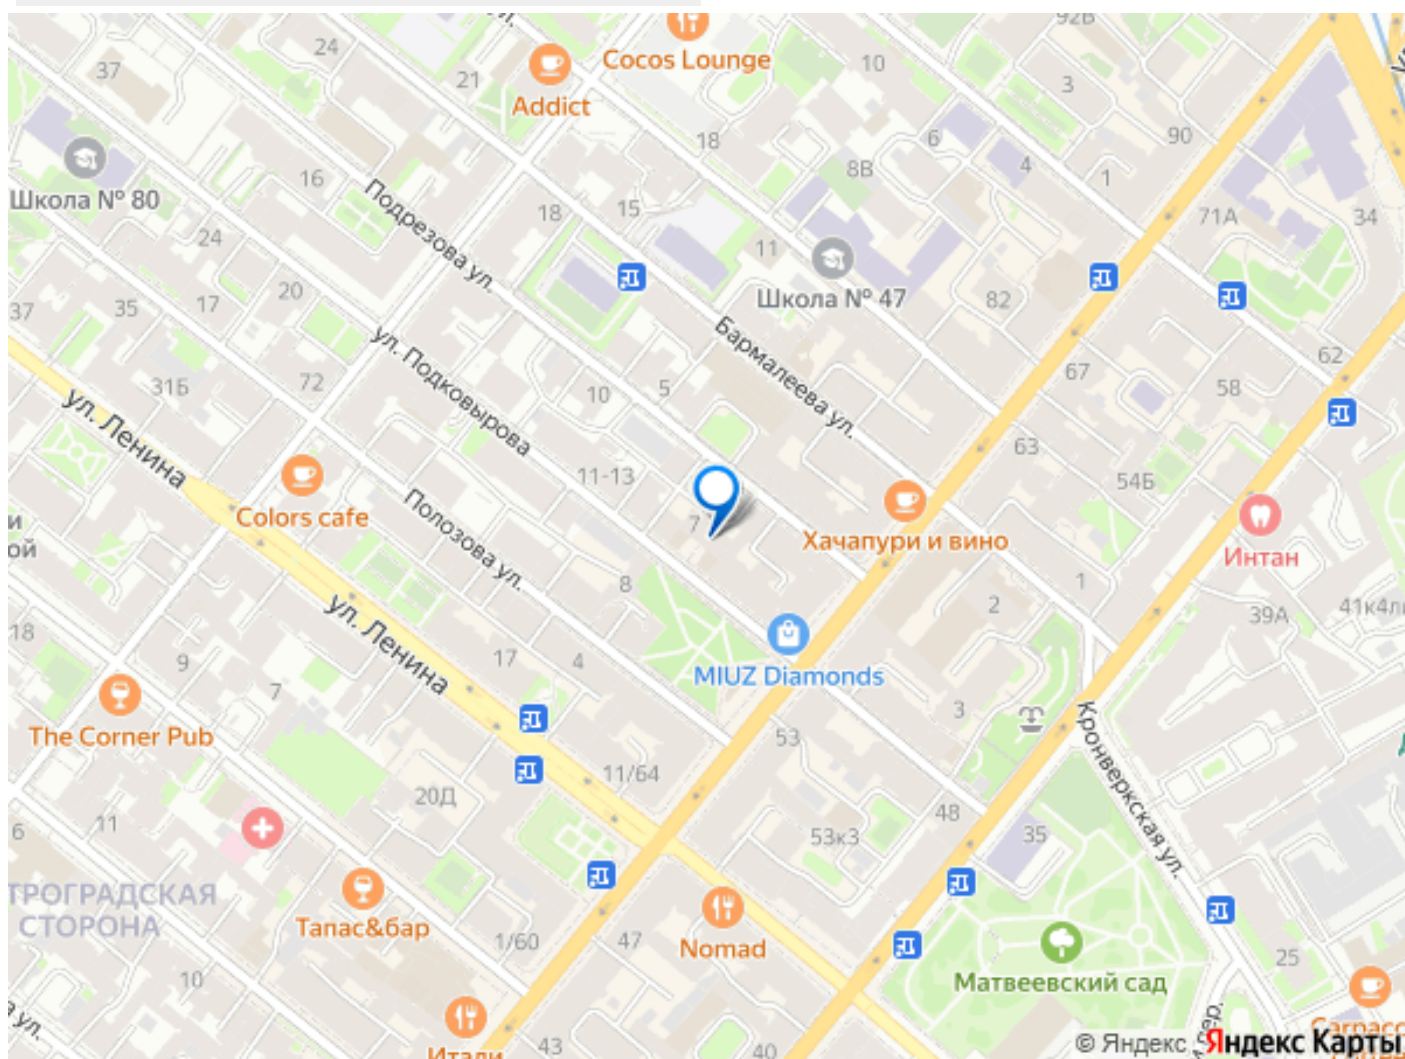 92В
24
37
21
Cocos Lounge
10
3
Addict
18
6
90
4
8В
1
Школа № 80
16
Подрезова ул.
18
15
71А
34
24
11
20
Школа № 47
82
37
35
17
Бармалеева ул.
62
ул. Подковырова
31Б
72
10
5
67
58
ул. Ленина
63
11-13
54Б
Colors cafe
Полозова ул.
7
Хачапури и вино
Интан
и
ой
8
1
2
39А
ул. Ленина
18
9
17
4
MIUZ Diamonds
7
3
The Corner Pub
53
Кронверкская ул.
11/64
20Д
6
11
53к3
48
35
ТРОГРАДСКАЯ
СТОРОНА
Тапас&бар
1/60
47
Nomad
25
10
Матвеевский сад
ул.
Итали
43
40
© Яндекс Яндекс Карты